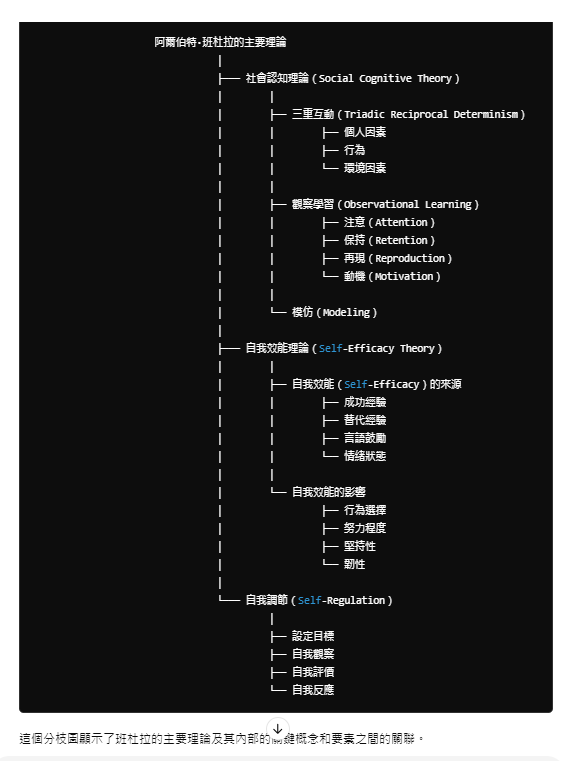 阿爾伯特·班杜拉的主要理論
社會認知理論 (Social Cognitive Theory)
三重互動 (Triadic Reciprocal Determinism)
個人因素
行為
環境因素
觀察學習 (Observational Learning)
注意 (Attention)
保持 (Retention)
再現 (Reproduction)
動機 (Motivation)
模仿 (Modeling)
自我效能理論 (Self-Efficacy Theory)
自我效能 (Self-Efficacy) 的來源
成功經驗
替代經驗
言語鼓勵
情緒狀態
自我效能的影響
行為選擇
努力程度
堅持性
韌性
自我調節 (Self-Regulation)
設定目標
自我觀察
自我評價
自我反應
這個分枝圖顯示了班杜拉的主要理論及其內部的關鍵概念和要素之間的關聯。